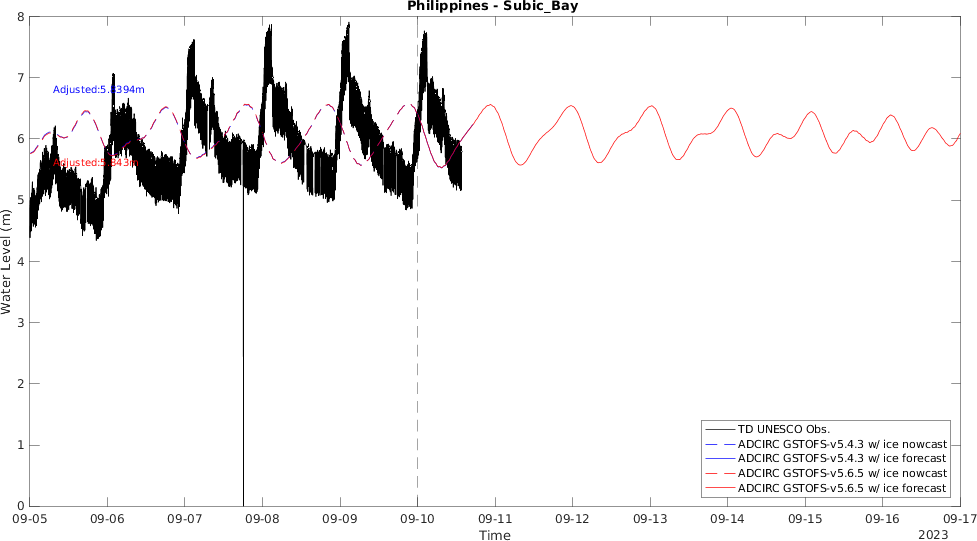 Philippines - Subic_Bay
Water Level (m)
8
7
6
5
4
3
2
1
0
Adjusted:5.8394m
Adjusted:5.843m
TD UNESCO Obs.
ADCIRC GSTOFS-v5.4.3 w/ ice nowcast
ADCIRC GSTOFS-v5.4.3 w/ ice forecast
ADCIRC GSTOFS-v5.6.5 w/ ice nowcast
ADCIRC GSTOFS-v5.6.5 w/ ice forecast
09-05 09-06 09-07 09-08 09-09 09-10 09-11 09-12 09-13 09-14 09-15 09-16 09-17
Time
2023